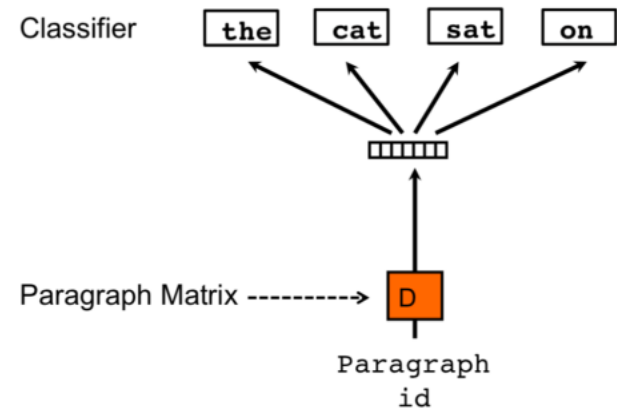 Classifier the cat sat on
Paragraph Matrix
D
Paragraph
id